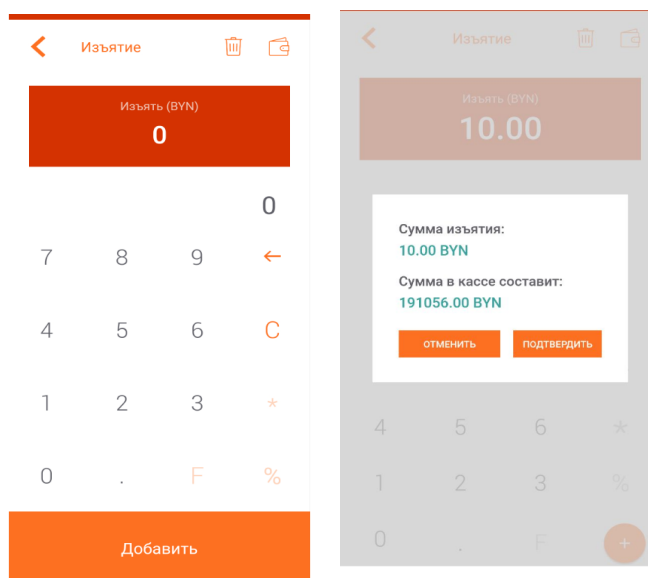 Изъятие
Изъять (BYN)
0
0
7 8 9 ←
4 5 6 C
1 2 3 *
0 . F %
Добавить
Изъятие
Изъять (BYN)
10.00
Сумма изъятия:
10.00 BYN
Сумма в кассе составит:
191056.00 BYN
ОТМЕНИТЬ ПОДТВЕРДИТЬ
4 5 6 *
1 2 3 %
0 . F +